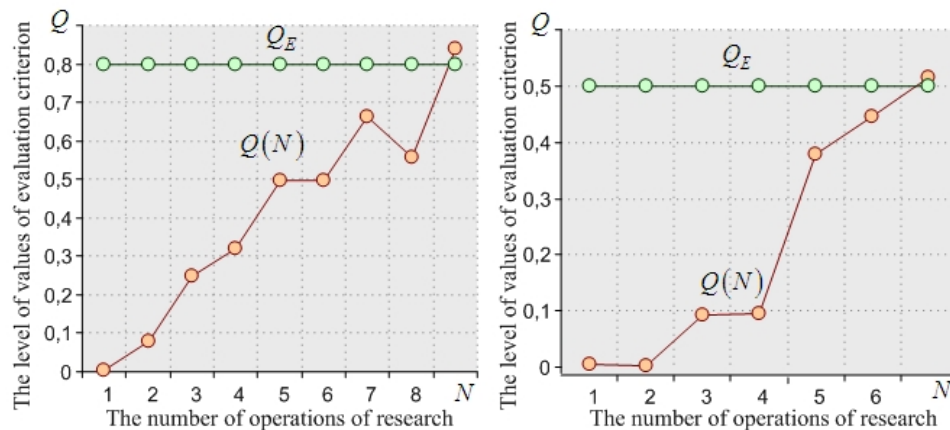 Q
The level of values of evaluation criterion
0,8
0,7
0,6
0,5
0,4
0,3
0,2
0,1
0
Q_E
Q(N)
1 2 3 4 5 6 7 8 N
The number of operations of research
Q
The level of values of evaluation criterion
0,5
0,4
0,3
0,2
0,1
0
Q_E
Q(N)
1 2 3 4 5 6 N
The number of operations of research